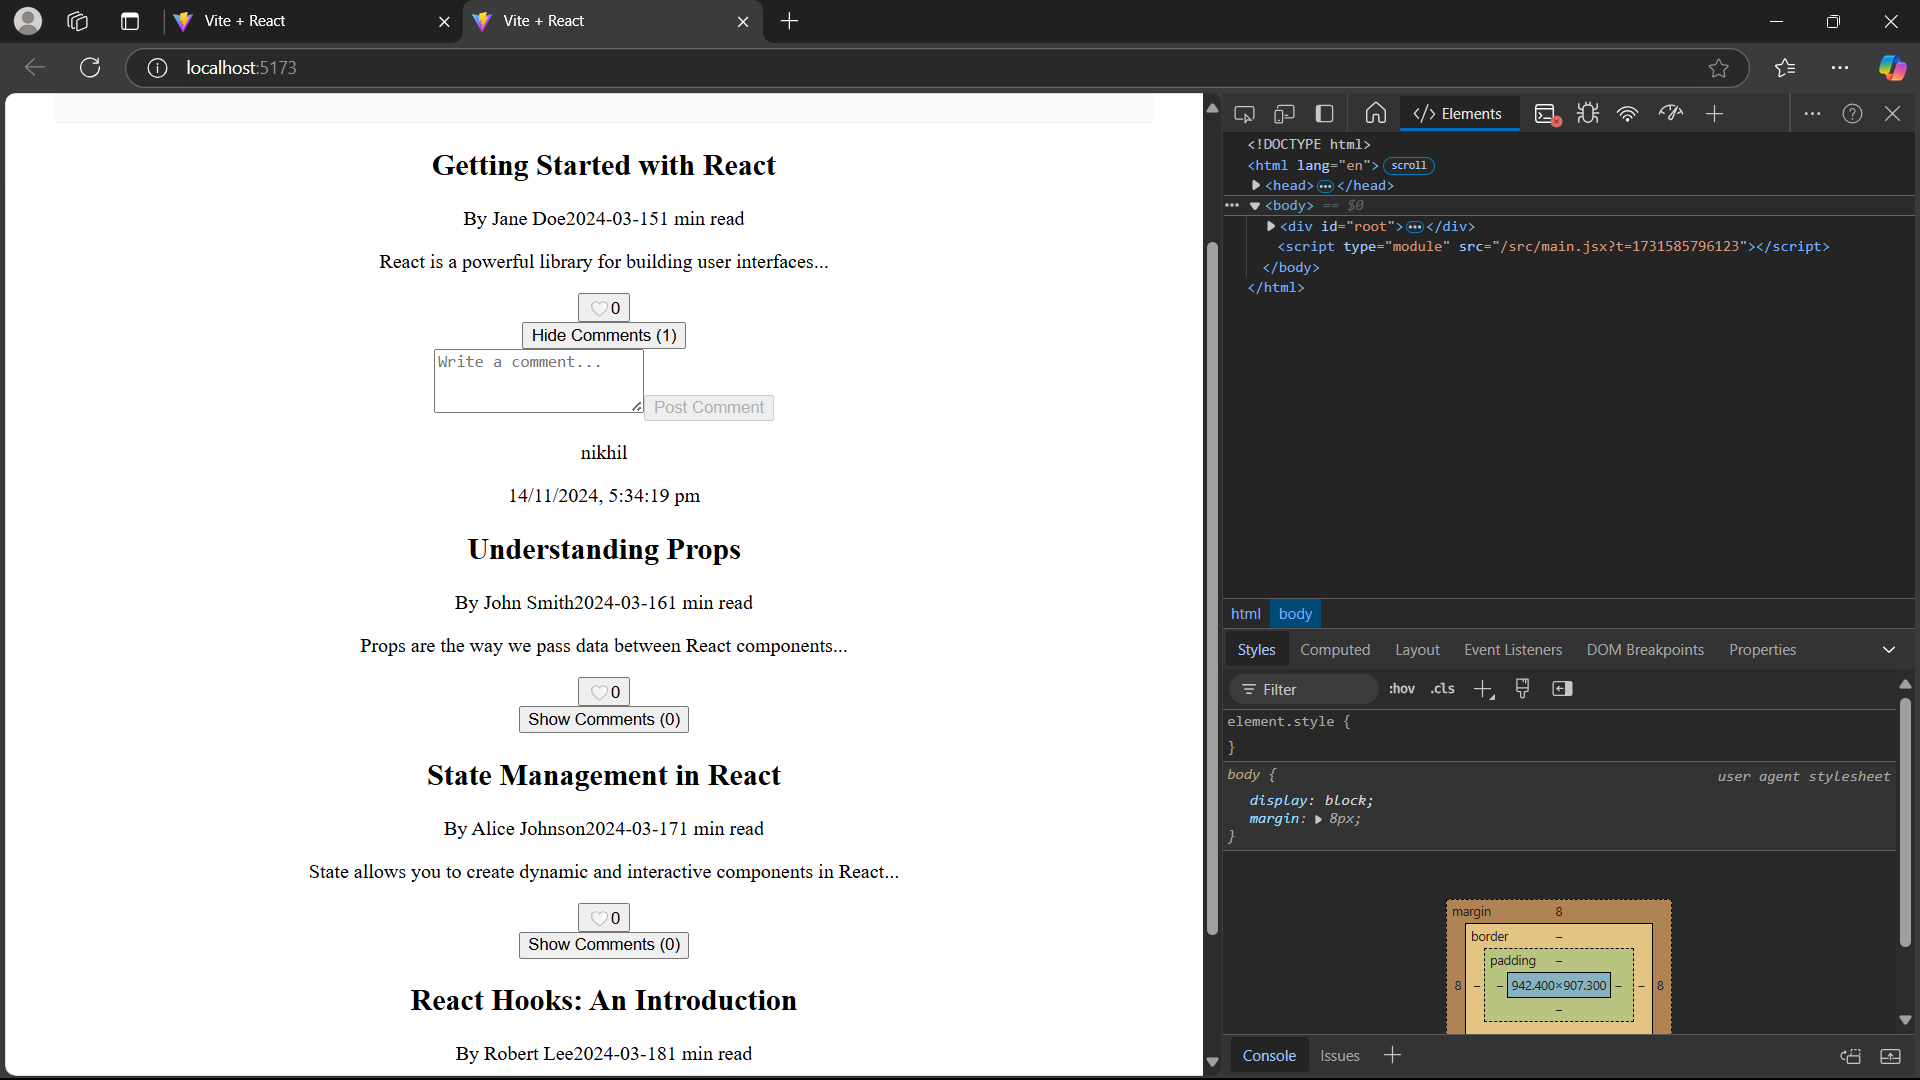 Vite + React
Vite + React
localhost:5173
Getting Started with React
By Jane Doe2024-03-151 min read
React is a powerful library for building user interfaces...
0
Hide Comments (1)
Write a comment...
Post Comment
nikhil
14/11/2024, 5:34:19 pm
Understanding Props
By John Smith2024-03-161 min read
Props are the way we pass data between React components...
0
Show Comments (0)
State Management in React
By Alice Johnson2024-03-171 min read
State allows you to create dynamic and interactive components in React...
0
Show Comments (0)
React Hooks: An Introduction
By Robert Lee2024-03-181 min read
Elements
<!DOCTYPE html>
<html lang="en"> scroll
<head> ••• </head>
••• <body> == $0
<div id="root"> ••• </div>
<script type="module" src="/src/main.jsx?t=1731585796123"></script>
</body>
</html>
html body
Styles Computed Layout Event Listeners DOM Breakpoints Properties
Filter :hov .cls
element.style {
}
body { user agent stylesheet
display: block;
margin: 8px;
}
margin 8
border –
padding –
8 – – 942.400×907.300 – – 8
–
Console Issues